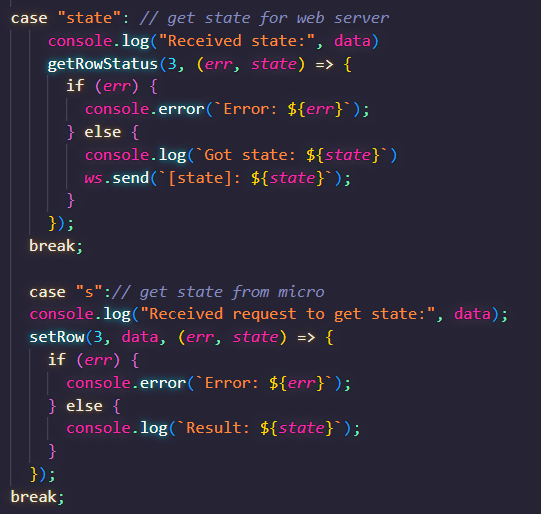 case "state": // get state for web server
console.log("Received state:", data)
getRowStatus(3, (err, state) => {
if (err) {
console.error(`Error: ${err}`);
} else {
console.log(`Got state: ${state}`)
ws.send(`[state]: ${state}`);
}
});
break;
case "s":// get state from micro
console.log("Received request to get state:", data);
setRow(3, data, (err, state) => {
if (err) {
console.error(`Error: ${err}`);
} else {
console.log(`Result: ${state}`);
}
});
break;